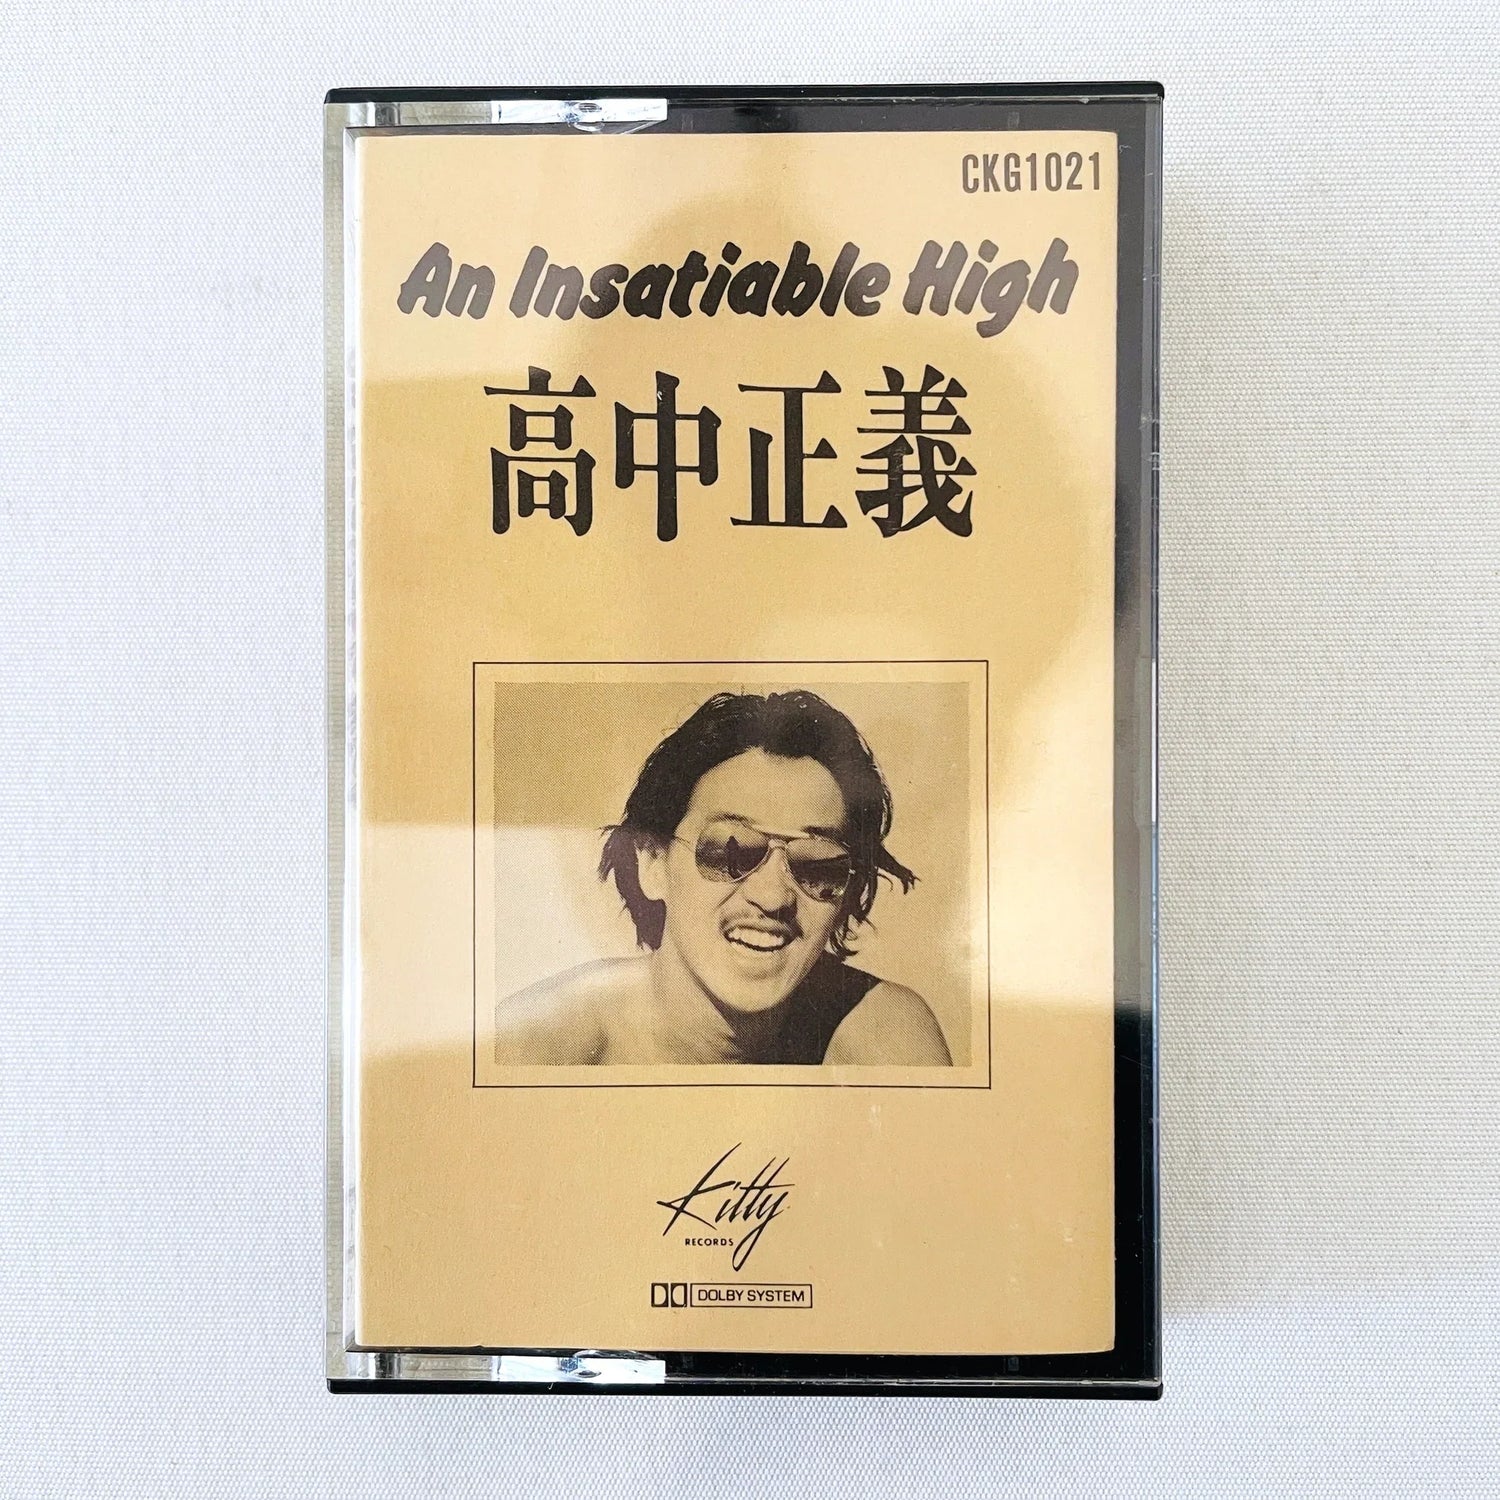 CKG1021
An Insatiable High
高中正義
Kitty
RECORDS
DOLBY SYSTEM